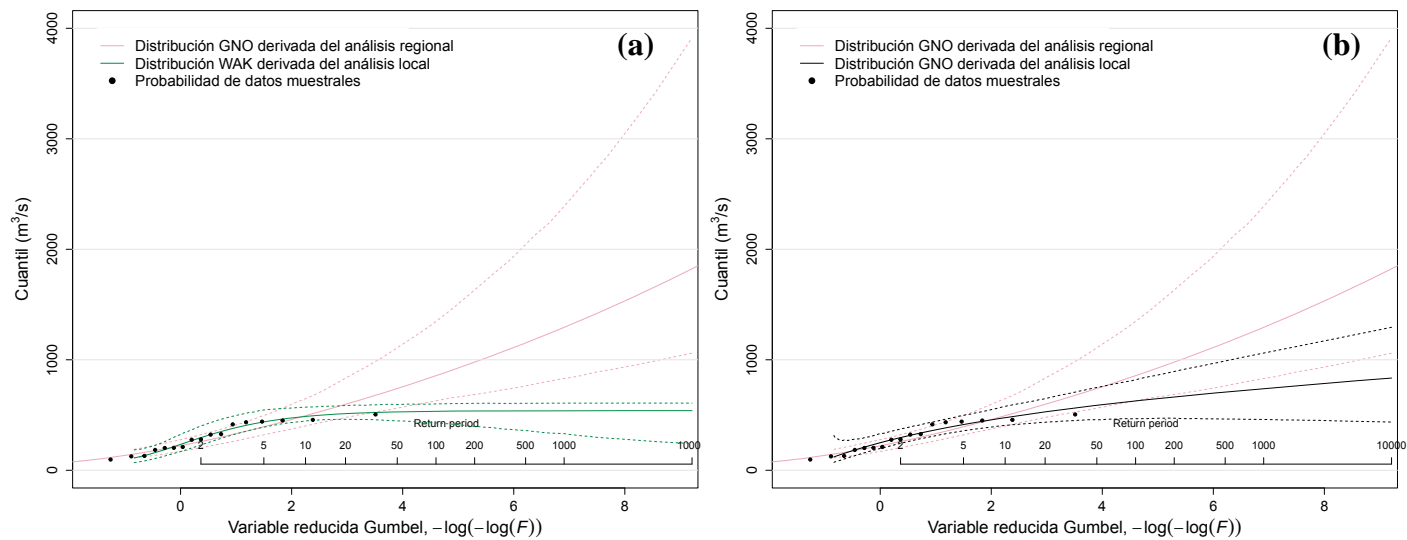 (a)
Distribución GNO derivada del análisis regional
Distribución WAK derivada del análisis local
Probabilidad de datos muestrales
Cuantil (m³/s)
4000
3000
2000
1000
0
Return period
2 5 10 20 50 100 200 500 1000 1000
0 2 4 6 8
Variable reducida Gumbel, −log(−log(F))
(b)
Distribución GNO derivada del análisis regional
Distribución GNO derivada del análisis local
Probabilidad de datos muestrales
Cuantil (m³/s)
4000
3000
2000
1000
0
Return period
2 5 10 20 50 100 200 500 1000 10000
0 2 4 6 8
Variable reducida Gumbel, −log(−log(F))